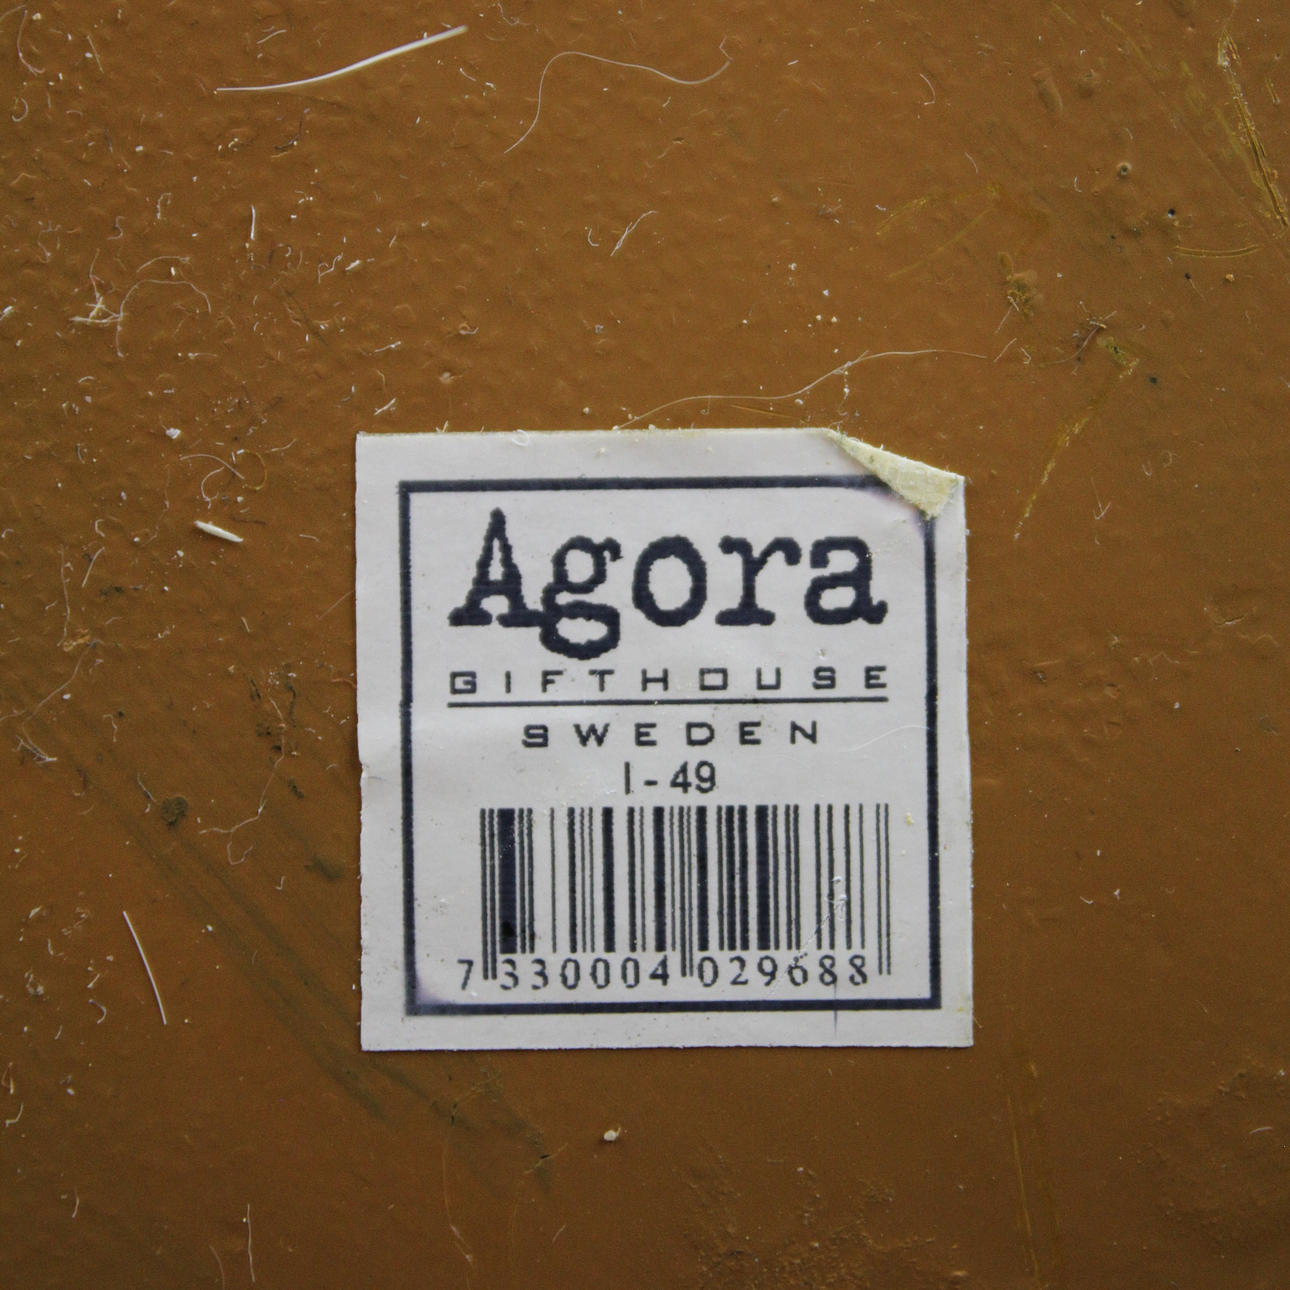 Agora
GIFTHOUSE
SWEDEN
I-49
7 330004 029688